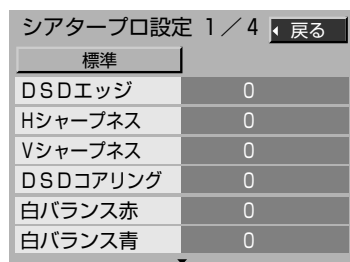 シアタープロ設定 1／4 戻る
標準
DSDエッジ 0
Hシャープネス 0
Vシャープネス 0
DSDコアリング 0
白バランス赤 0
白バランス青 0